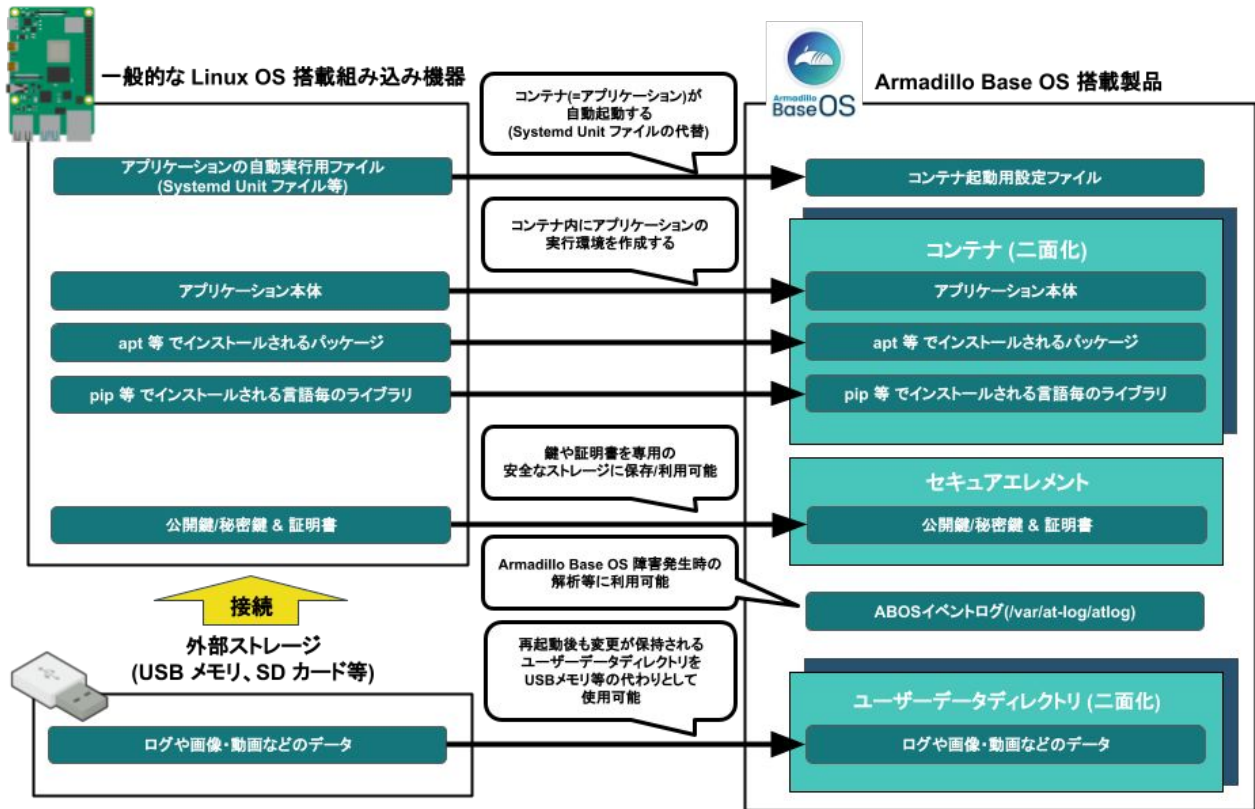 一般的な Linux OS 搭載組み込み機器
Armadillo
Base OS
Armadillo Base OS 搭載製品
コンテナ(=アプリケーション)が
自動起動する
(Systemd Unit ファイルの代替)
アプリケーションの自動実行用ファイル
(Systemd Unit ファイル等)
コンテナ起動用設定ファイル
コンテナ内にアプリケーションの
実行環境を作成する
コンテナ (二面化)
アプリケーション本体
アプリケーション本体
apt 等 でインストールされるパッケージ
apt 等 でインストールされるパッケージ
pip 等 でインストールされる言語毎のライブラリ
pip 等 でインストールされる言語毎のライブラリ
鍵や証明書を専用の
安全なストレージに保存/利用可能
セキュアエレメント
公開鍵/秘密鍵 & 証明書
公開鍵/秘密鍵 & 証明書
Armadillo Base OS 障害発生時の
解析等に利用可能
ABOSイベントログ(/var/at-log/atlog)
接続
外部ストレージ
(USB メモリ、SD カード等)
再起動後も変更が保持される
ユーザーデータディレクトリを
USBメモリ等の代わりとして
使用可能
ユーザーデータディレクトリ (二面化)
ログや画像・動画などのデータ
ログや画像・動画などのデータ